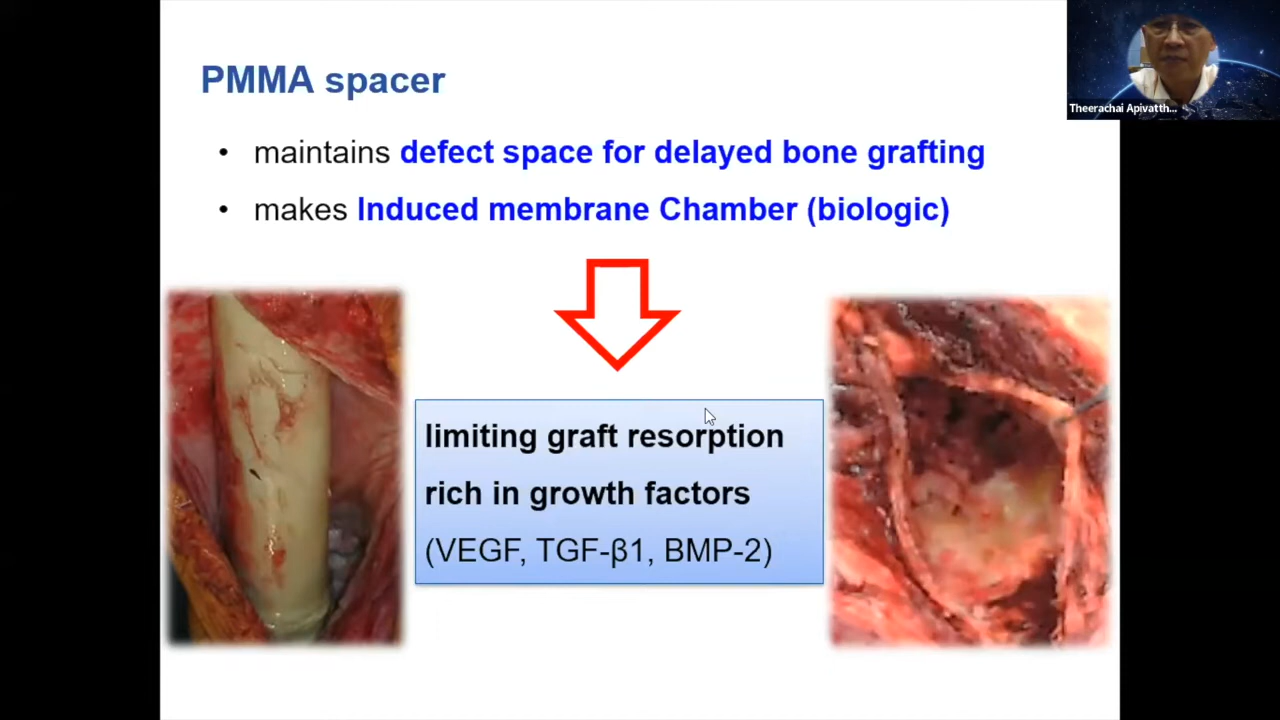 PMMA spacer
Theerachai Apivatth...
• maintains defect space for delayed bone grafting
• makes Induced membrane Chamber (biologic)
limiting graft resorption
rich in growth factors
(VEGF, TGF-β1, BMP-2)